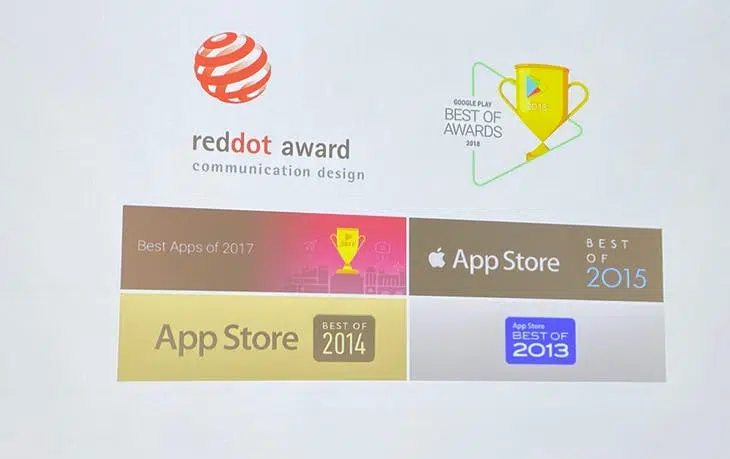 reddot award
communication design
GOOGLE PLAY
BEST OF
AWARDS
2018
2018
Best Apps of 2017
2017
App Store
BEST
OF
2015
App Store
BEST OF
2014
App Store
BEST OF
2013